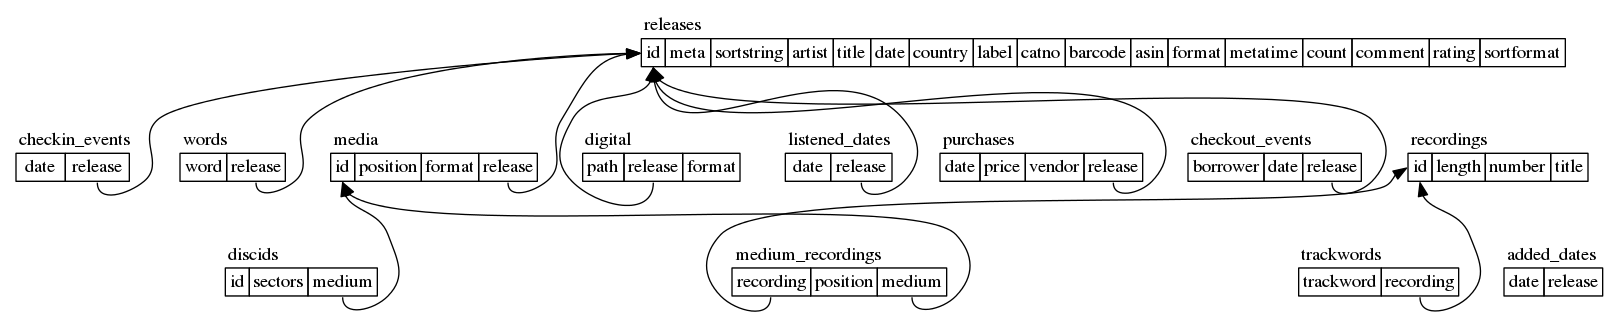 releases
id meta sortstring artist title date country label catno barcode asin format metatime count comment rating sortformat
checkin_events words media digital listened_dates purchases checkout_events recordings
date release word release id position format release path release format date release date price vendor release borrower date release id length number title
discids medium_recordings trackwords added_dates
id sectors medium recording position medium trackword recording date release